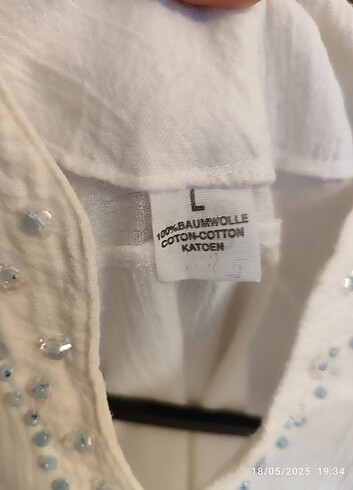 L
100%BAUMWOLLE
COTON-COTTON
KATOEN
18/05/2025 19:34